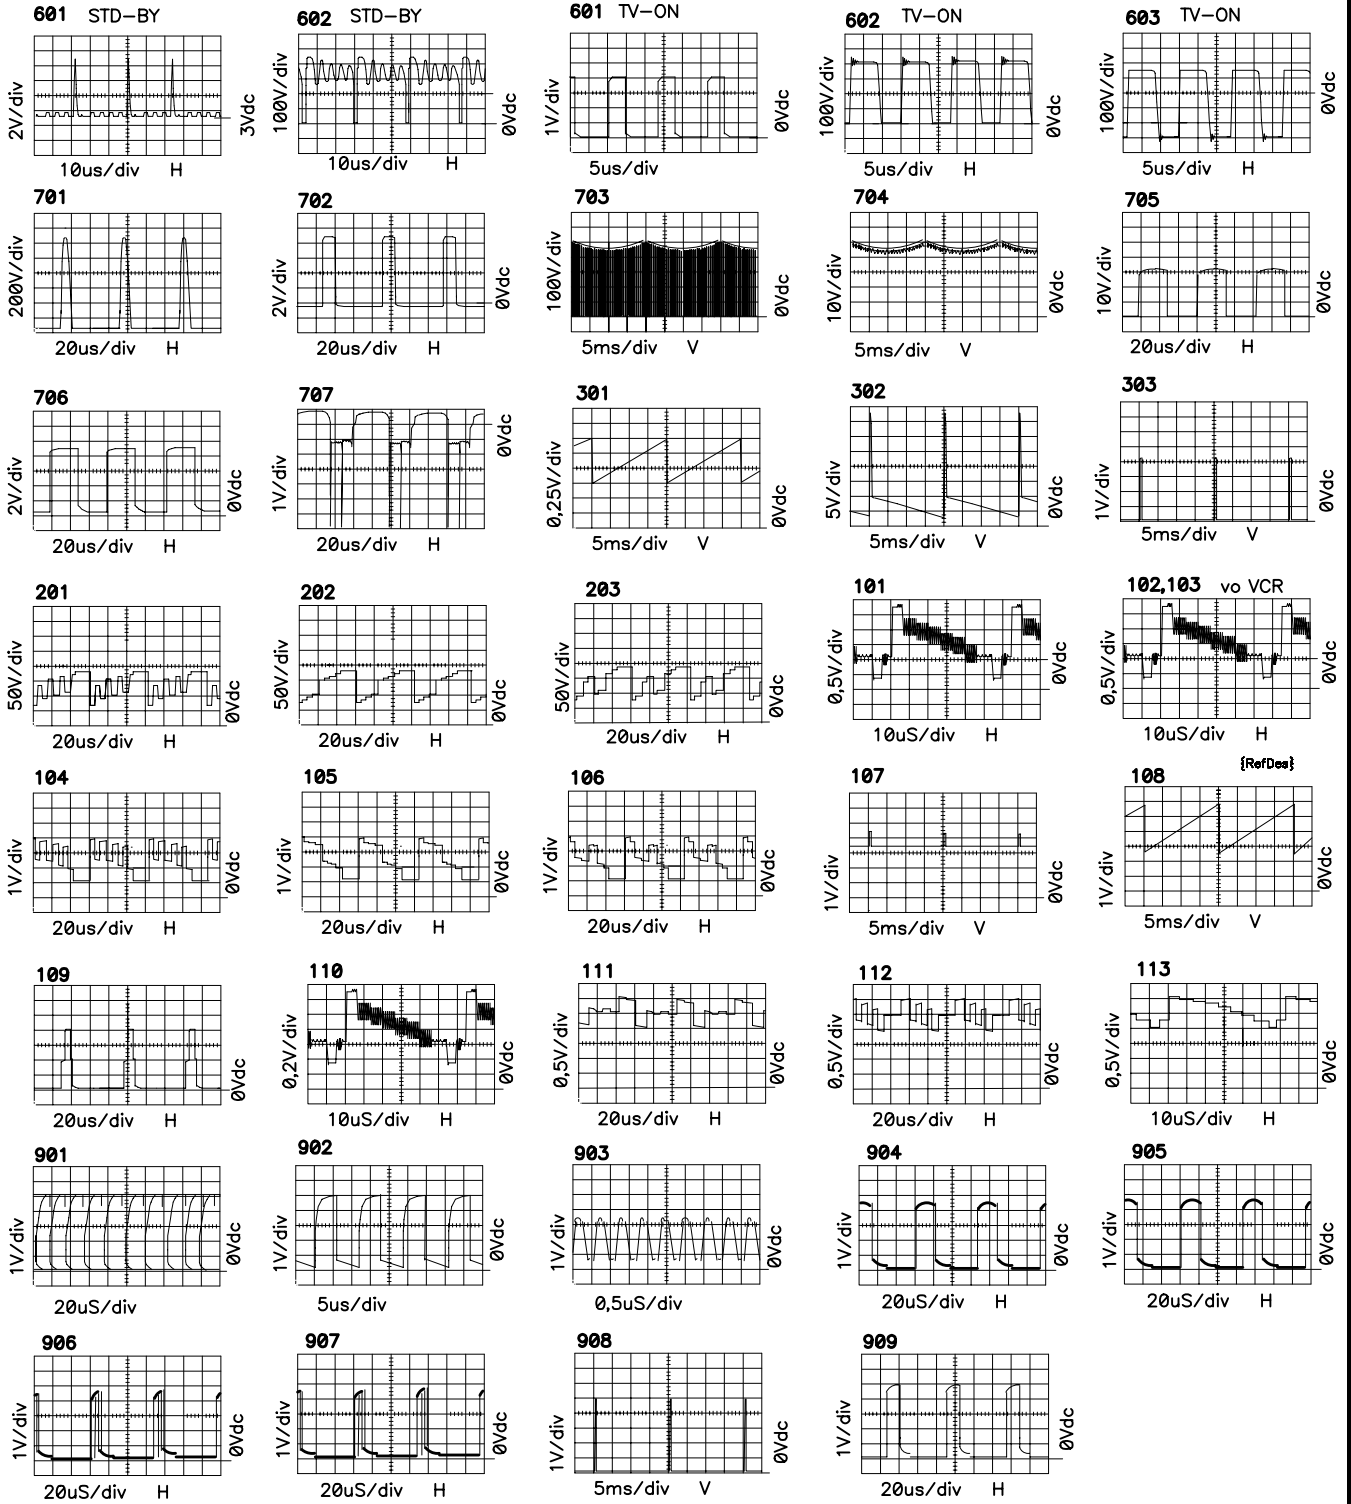 601 STD-BY
2V/div
3Vdc
10us/div H
602 STD-BY
100V/div
0Vdc
10us/div H
601 TV-ON
1V/div
0Vdc
5us/div
602 TV-ON
100V/div
0Vdc
5us/div H
603 TV-ON
100V/div
0Vdc
5us/div H
701
200V/div
20us/div H
702
2V/div
0Vdc
20us/div H
703
100V/div
0Vdc
5ms/div V
704
10V/div
0Vdc
5ms/div V
705
10V/div
0Vdc
20us/div H
706
2V/div
0Vdc
20us/div H
707
1V/div
0Vdc
20us/div H
301
0,25V/div
0Vdc
5ms/div V
302
5V/div
0Vdc
5ms/div V
303
1V/div
0Vdc
5ms/div V
201
50V/div
0Vdc
20us/div H
202
50V/div
0Vdc
20us/div H
203
50V/div
0Vdc
20us/div H
101
0,5V/div
0Vdc
10uS/div H
102,103 vo VCR
0,5V/div
0Vdc
10uS/div H
{RefDes}
104
1V/div
0Vdc
20us/div H
105
1V/div
0Vdc
20us/div H
106
1V/div
0Vdc
20us/div H
107
1V/div
0Vdc
5ms/div V
108
1V/div
0Vdc
5ms/div V
109
0Vdc
20us/div H
110
0,2V/div
0Vdc
10uS/div H
111
0,5V/div
0Vdc
20us/div H
112
0,5V/div
0Vdc
20us/div H
113
0,5V/div
0Vdc
10us/div H
901
1V/div
0Vdc
20uS/div
902
1V/div
0Vdc
5us/div
903
1V/div
0Vdc
0,5uS/div
904
1V/div
0Vdc
20uS/div H
905
1V/div
0Vdc
20uS/div H
906
1V/div
0Vdc
20uS/div H
907
1V/div
0Vdc
20uS/div H
908
1V/div
0Vdc
5ms/div V
909
1V/div
0Vdc
20us/div H